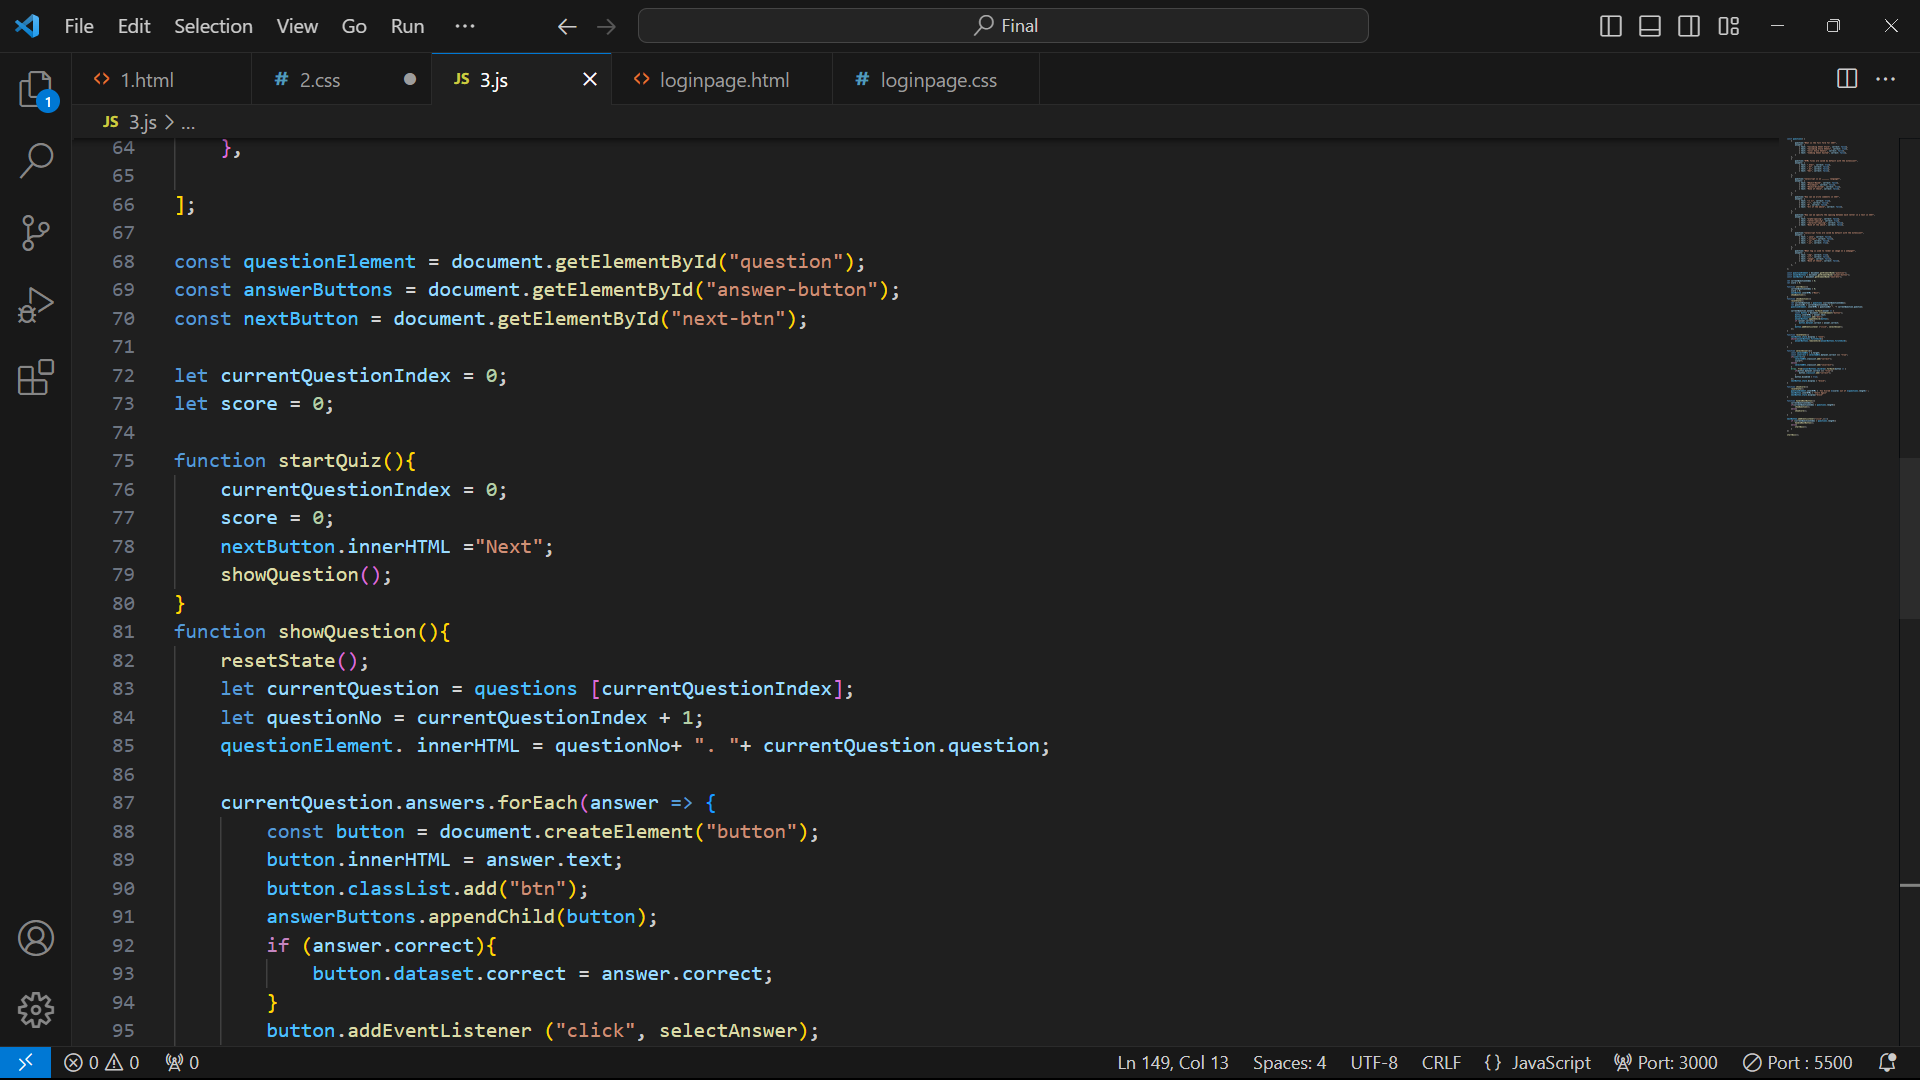 File Edit Selection View Go Run ··· Final
1.html 2.css JS 3.js loginpage.html loginpage.css
JS 3.js > ...
1
64 },
65
66 ];
67
68 const questionElement = document.getElementById("question");
69 const answerButtons = document.getElementById("answer-button");
70 const nextButton = document.getElementById("next-btn");
71
72 let currentQuestionIndex = 0;
73 let score = 0;
74
75 function startQuiz(){
76 currentQuestionIndex = 0;
77 score = 0;
78 nextButton.innerHTML ="Next";
79 showQuestion();
80 }
81 function showQuestion(){
82 resetState();
83 let currentQuestion = questions [currentQuestionIndex];
84 let questionNo = currentQuestionIndex + 1;
85 questionElement. innerHTML = questionNo+ ". "+ currentQuestion.question;
86
87 currentQuestion.answers.forEach(answer => {
88 const button = document.createElement("button");
89 button.innerHTML = answer.text;
90 button.classList.add("btn");
91 answerButtons.appendChild(button);
92 if (answer.correct){
93 button.dataset.correct = answer.correct;
94 }
95 button.addEventListener ("click", selectAnswer);
0 0 0 Ln 149, Col 13 Spaces: 4 UTF-8 CRLF {} JavaScript Port: 3000 Port : 5500